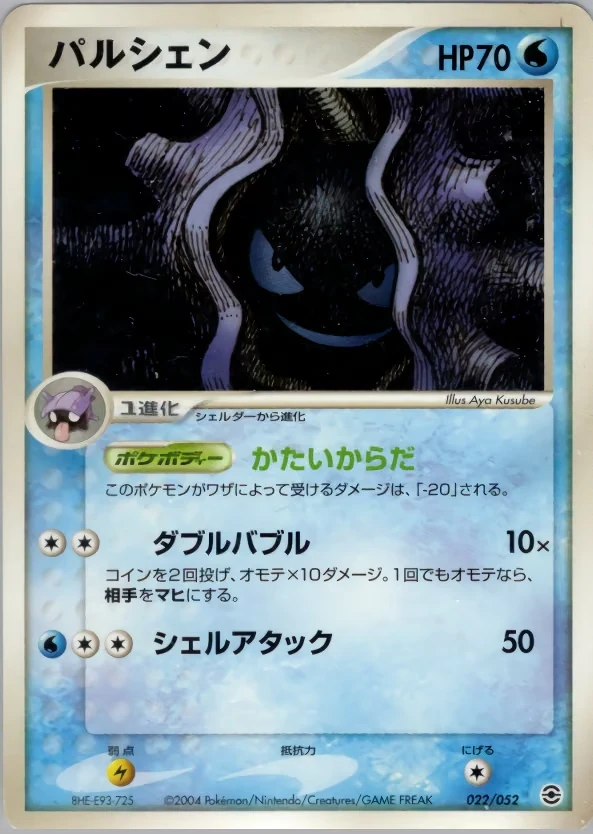 パルシェン HP70
Illus Aya Kusube
1進化 シェルダーから進化
ポケボディー かたいからだ
このポケモンがワザによって受けるダメージは、「-20」される。
ダブルバブル 10×
コインを2回投げ、オモテ×10ダメージ。1回でもオモテなら、
相手をマヒにする。
シェルアタック 50
弱点 抵抗力 にげる
8HE-E93-725 ©2004 Pokémon/Nintendo/Creatures/GAME FREAK 022/052